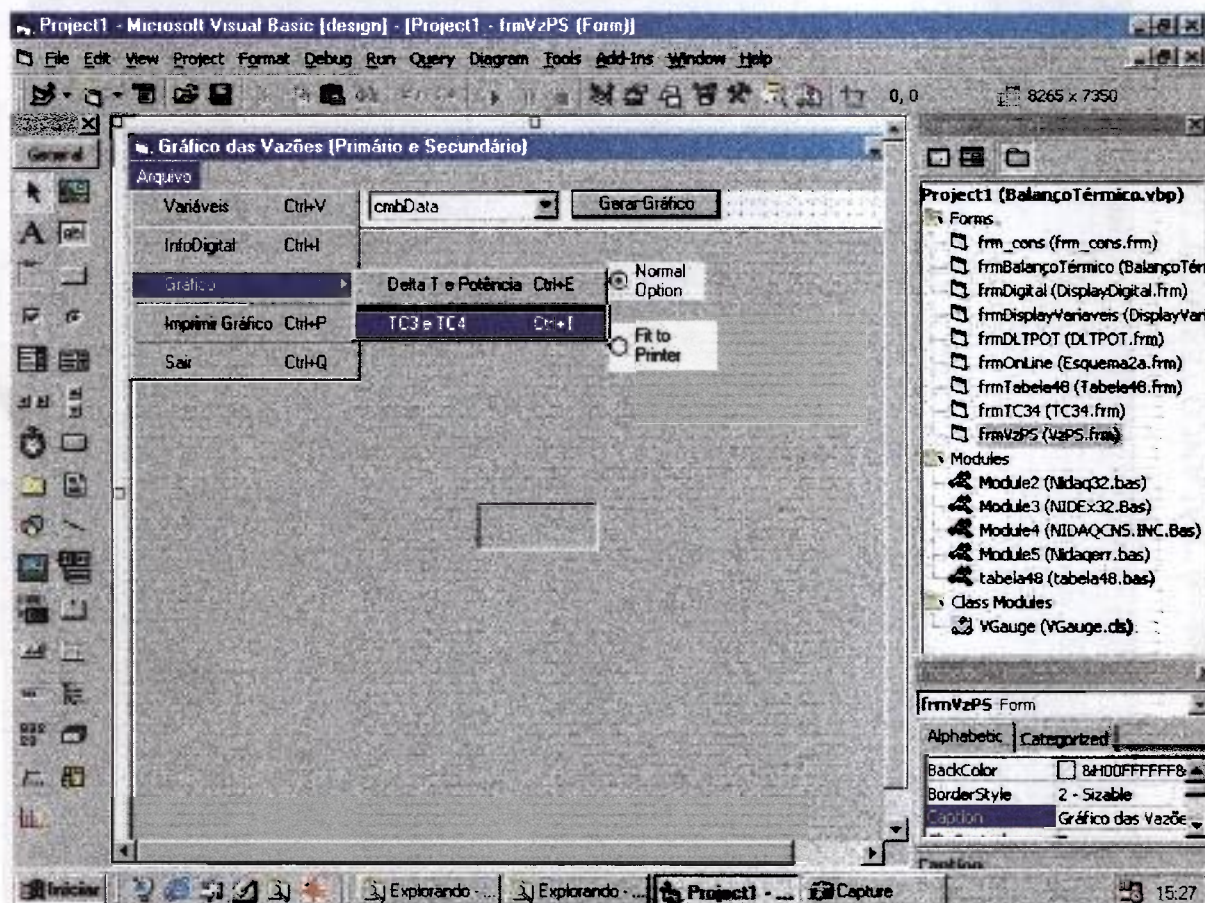 Project1 - Microsoft Visual Basic [design] - [Project1 - frmVzPS (Form)]
File Edit View Project Format Debug Run Query Diagram Tools Add-Ins Window Help
0,0 8265 x 7350
General
Gráfico das Vazões (Primário e Secundário)
Arquivo
Variáveis Ctrl+V
InfoDigital Ctrl+I
Gráfico
Imprimir Gráfico Ctrl+P
Sair Ctrl+Q
cmbData
Gerar Gráfico
Delta T e Potência Ctrl+E
TC3 e TC4 Ctrl+T
Normal
Option
Fit to
Printer
Project1 (BalançoTérmico.vbp)
Forms
frm_cons (frm_cons.frm)
frmBalançoTérmico (BalançoTér
frmDigital (DisplayDigital.frm)
frmDisplayVariaveis (DisplayVari
frmDLTPOT (DLTPOT.frm)
frmOnLine (Esquema2a.frm)
frmTabela48 (Tabela48.frm)
frmTC34 (TC34.frm)
frmVzPS (VzPS.frm)
Modules
Module2 (Nidaq32.bas)
Module3 (NIDEx32.Bas)
Module4 (NIDAQCNS.INC.Bas)
Module5 (Nidaqerr.bas)
tabela48 (tabela48.bas)
Class Modules
VGauge (VGauge.cls)
frmVzPS Form
Alphabetic Categorized
BackColor &H00FFFFFF&
BorderStyle 2 - Sizable
Caption Gráfico das Vazõe
Caption
Iniciar Explorando - ... Explorando - ... Project1 - ... Capture 15:27